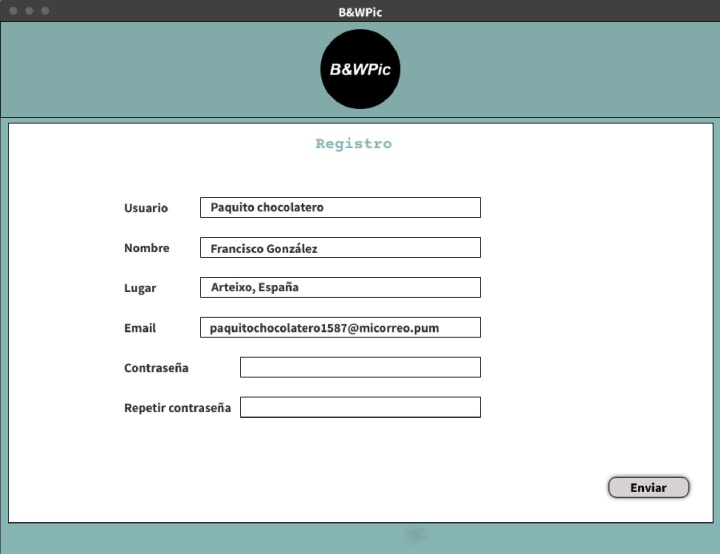 B&WPic
B&WPic
Registro
Usuario Paquito chocolatero
Nombre Francisco González
Lugar Arteixo, España
Email paquitochocolatero1587@micorreo.pum
Contraseña
Repetir contraseña
Enviar